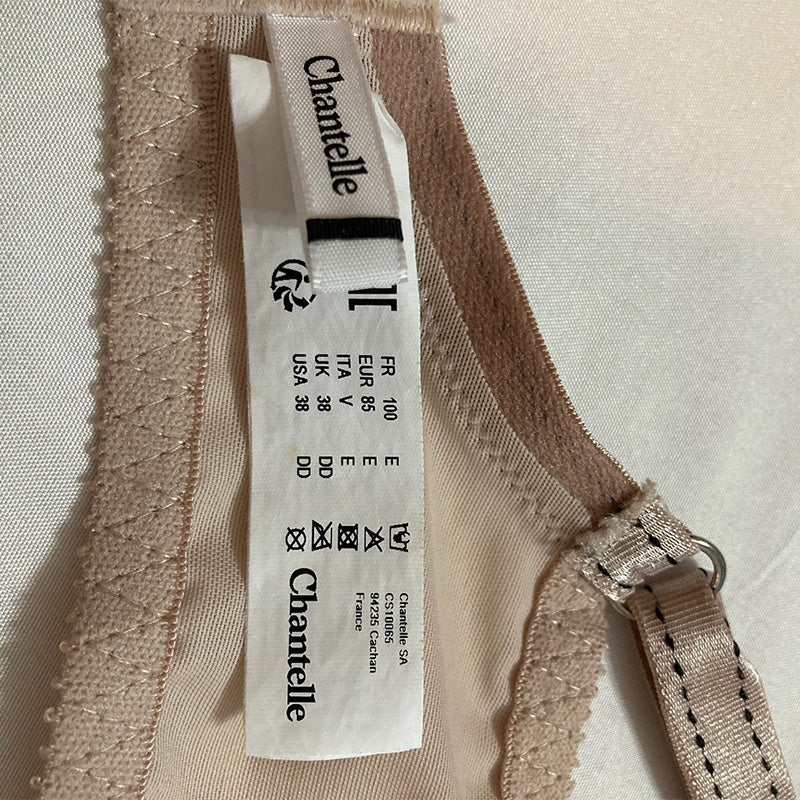 Chantelle
FR 100 E
EUR 85 E
ITA V E
UK 38 DD
USA 38 DD
Chantelle SA
CS10065
94235 Cachan
France
Chantelle